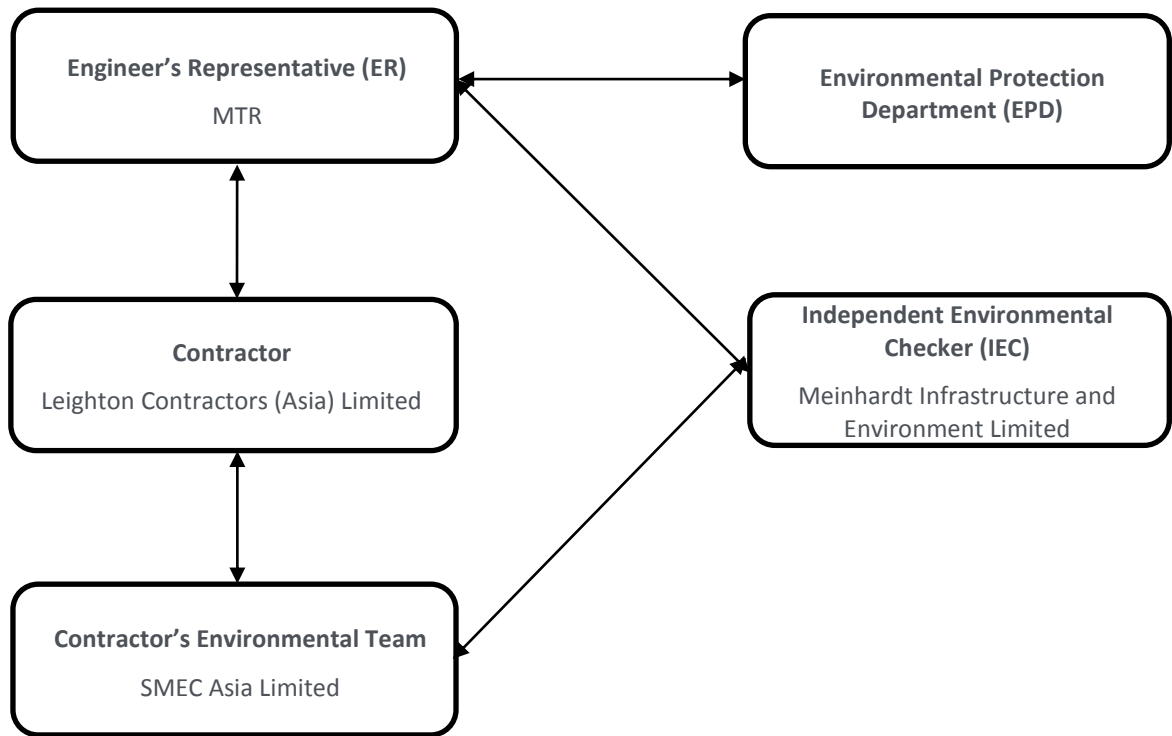 Engineer’s Representative (ER)
MTR
Environmental Protection
Department (EPD)
Contractor
Leighton Contractors (Asia) Limited
Independent Environmental
Checker (IEC)
Meinhardt Infrastructure and
Environment Limited
Contractor’s Environmental Team
SMEC Asia Limited